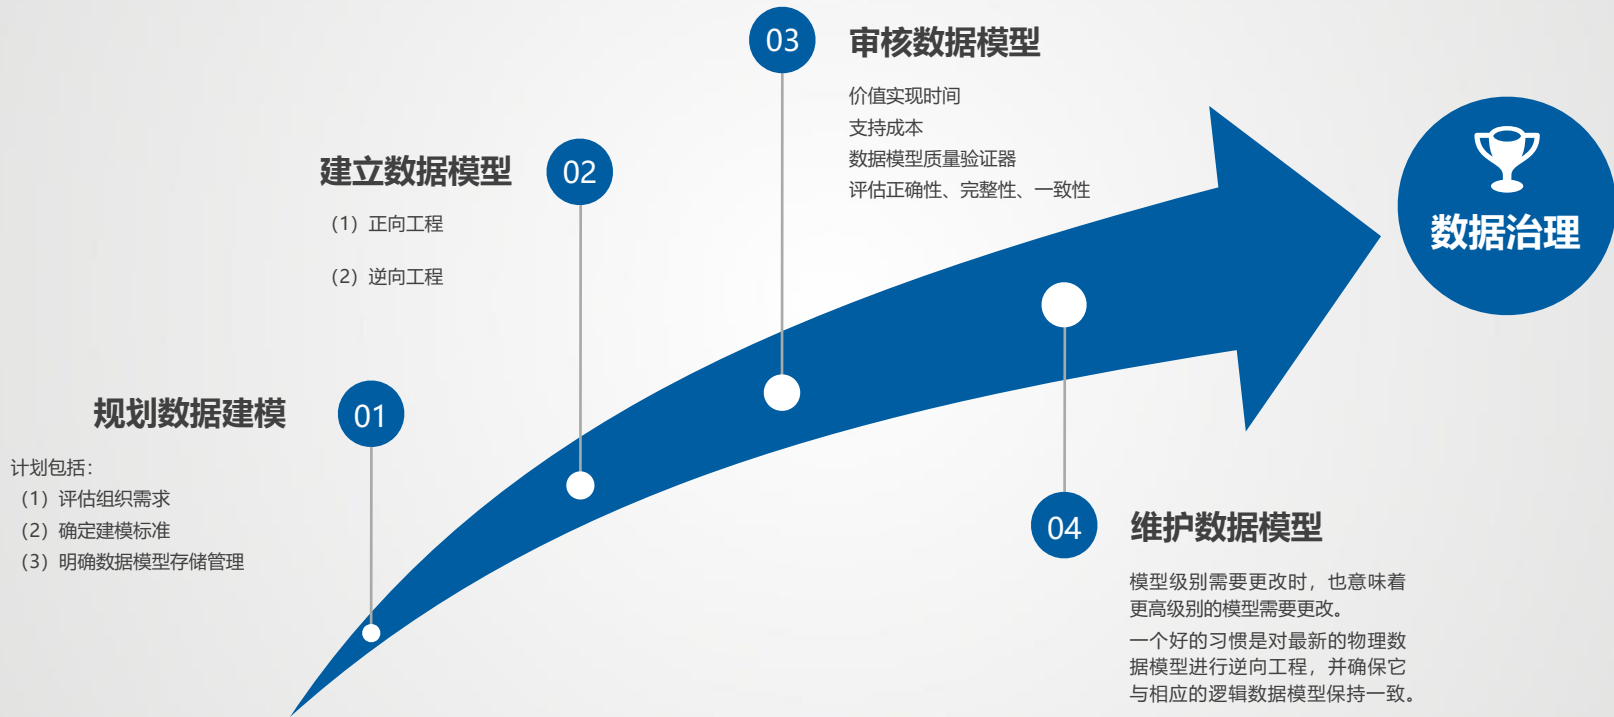 01
规划数据建模
计划包括：
（1）评估组织需求
（2）确定建模标准
（3）明确数据模型存储管理
02
建立数据模型
（1）正向工程
（2）逆向工程
03
审核数据模型
价值实现时间
支持成本
数据模型质量验证器
评估正确性、完整性、一致性
04
维护数据模型
模型级别需要更改时，也意味着
更高级别的模型需要更改。
一个好的习惯是对最新的物理数
据模型进行逆向工程，并确保它
与相应的逻辑数据模型保持一致。
数据治理